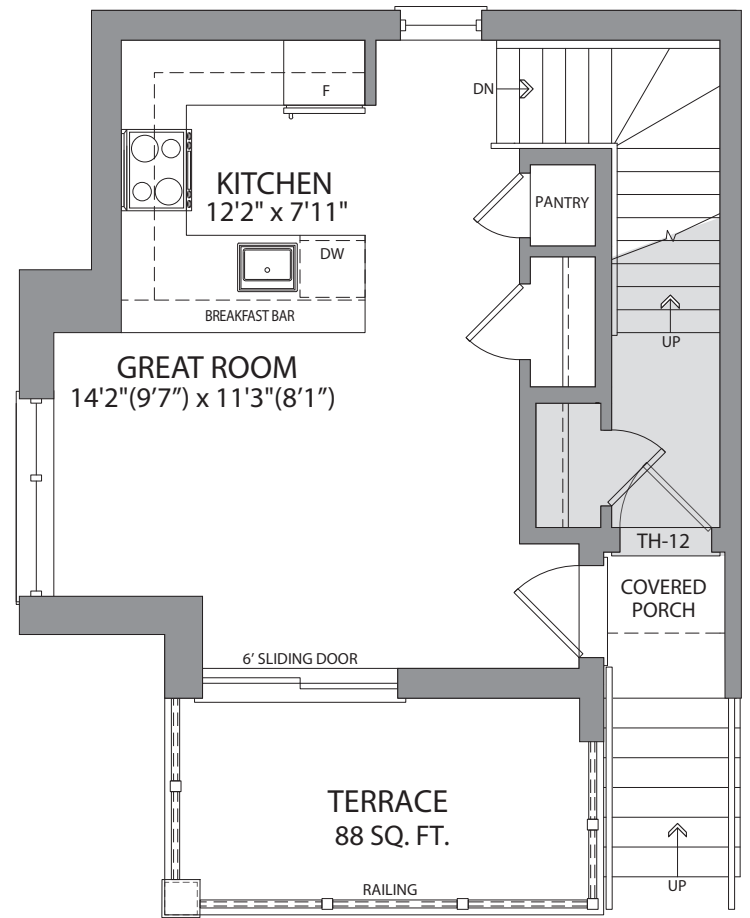 F
DN
KITCHEN
12'2" x 7'11"
PANTRY
DW
BREAKFAST BAR
UP
GREAT ROOM
14'2"(9'7”) x 11'3"(8'1”)
TH-12
COVERED
PORCH
6' SLIDING DOOR
TERRACE
88 SQ. FT.
RAILING
UP